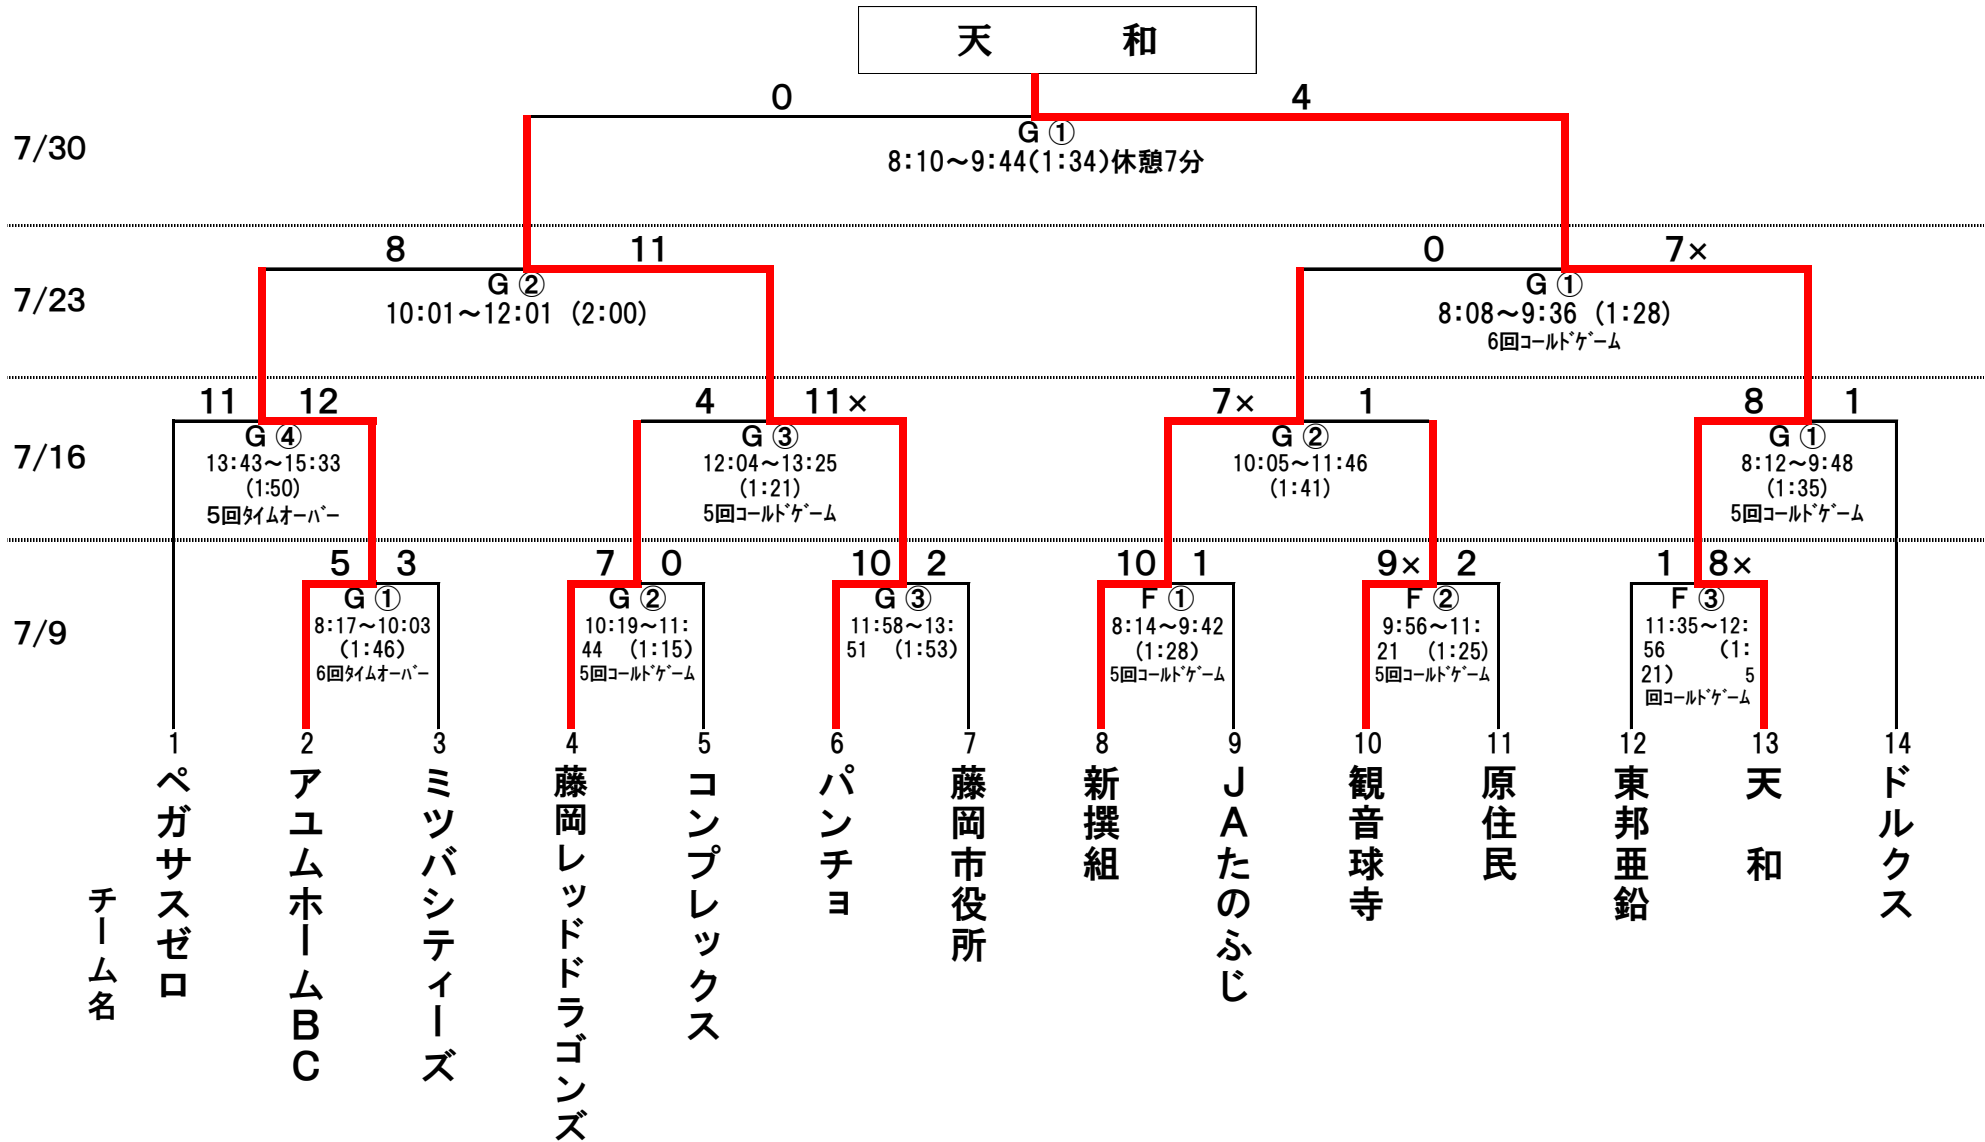 天 和
0 4
7/30
G ①
8:10～9:44(1:34)休憩7分
8 11 0 7×
7/23
G ② G ①
10:01～12:01 (2:00) 8:08～9:36 (1:28)
6回コールドゲーム
11 12 4 11× 7× 1 8 1
7/16
G ④
13:43～15:33
(1:50)
5回タイムオーバー
G ③
12:04～13:25
(1:21)
5回コールドゲーム
G ②
10:05～11:46
(1:41)
G ①
8:12～9:48
(1:35)
5回コールドゲーム
5 3 7 0 10 2 10 1 9× 2 1 8×
7/9
G ①
8:17～10:03
(1:46)
6回タイムオーバー
G ②
10:19～11:
44 (1:15)
5回コールドゲーム
G ③
11:58～13:
51 (1:53)
F ①
8:14～9:42
(1:28)
5回コールドゲーム
F ②
9:56～11:
21 (1:25)
5回コールドゲーム
F ③
11:35～12:
56 (1:
21) 5
回コールドゲーム
1 2 3 4 5 6 7 8 9 10 11 12 13 14
チーム名
ペガサスゼロ
アユムホームBC
ミツバシティーズ
藤岡レッドドラゴンズ
コンプレックス
パンチョ
藤岡市役所
新撰組
JAたのふじ
観音球寺
原住民
東邦亜鉛
天 和
ドルクス